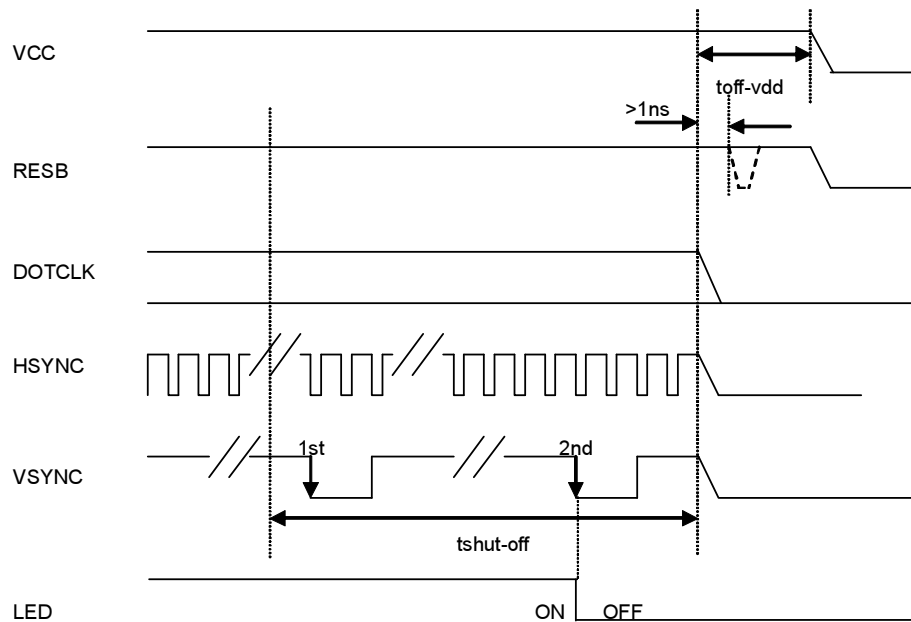 VCC
toff-vdd
>1ns
RESB
DOTCLK
HSYNC
1st
2nd
VSYNC
tshut-off
LED
ON
OFF